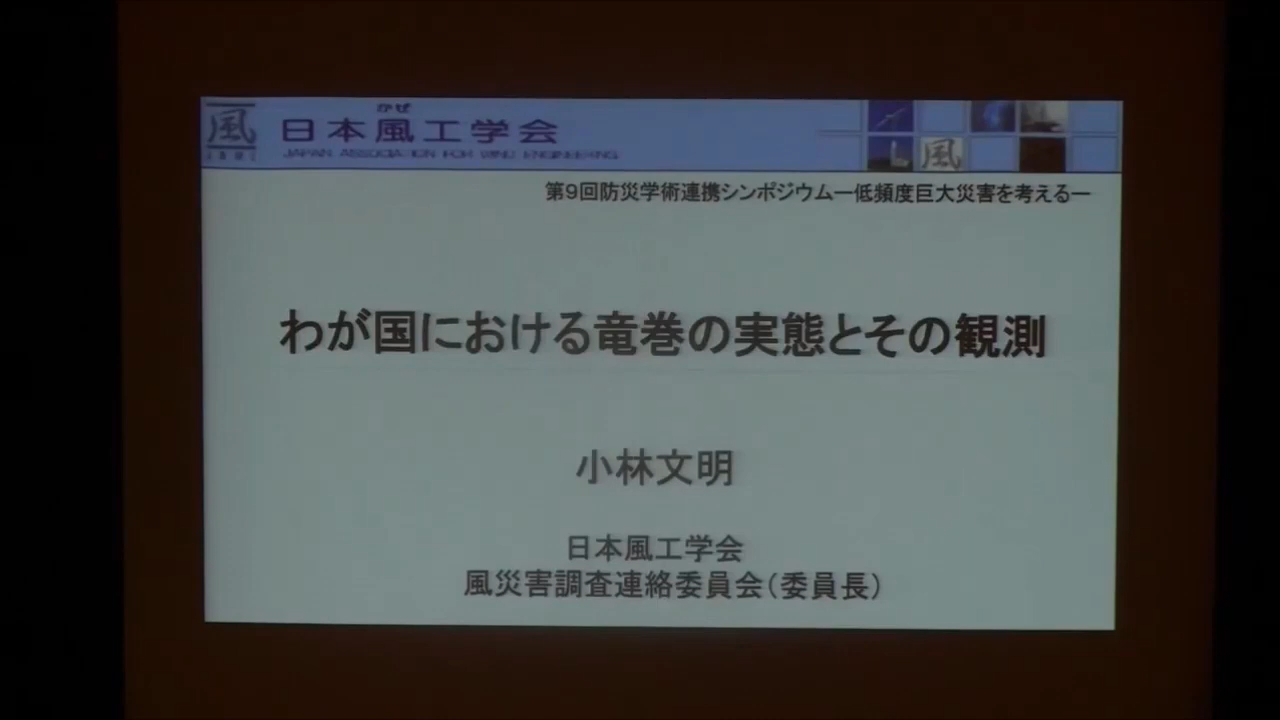 風
かぜ
日本風工学会
JAPAN ASSOCIATION FOR WIND ENGINEERING
風
第9回防災学術連携シンポジウムー低頻度巨大災害を考えるー
わが国における竜巻の実態とその観測
小林文明
日本風工学会
風災害調査連絡委員会(委員長)